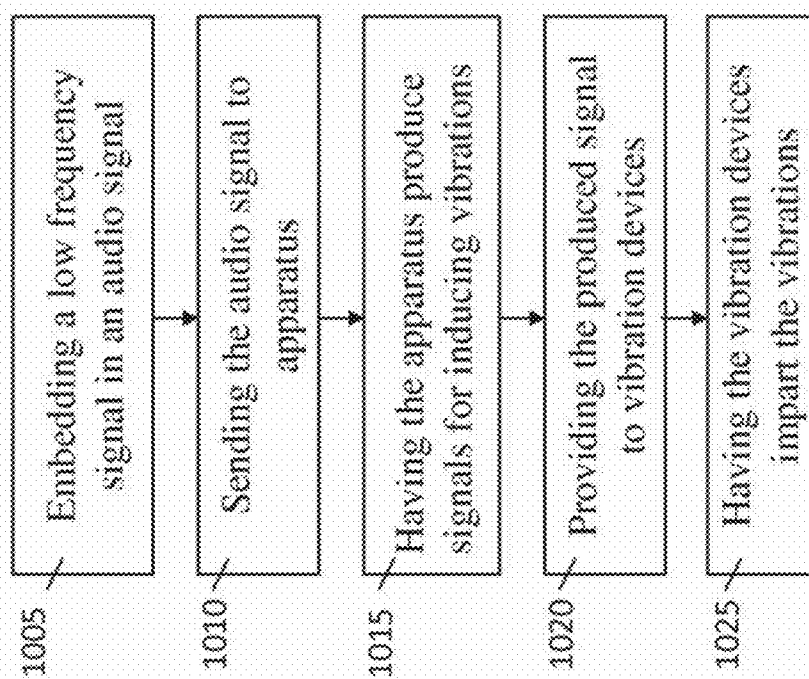 1005
Embedding a low frequency
signal in an audio signal
1010
Sending the audio signal to
apparatus
1015
Having the apparatus produce
signals for inducing vibrations
1020
Providing the produced signal
to vibration devices
1025
Having the vibration devices
impart the vibrations